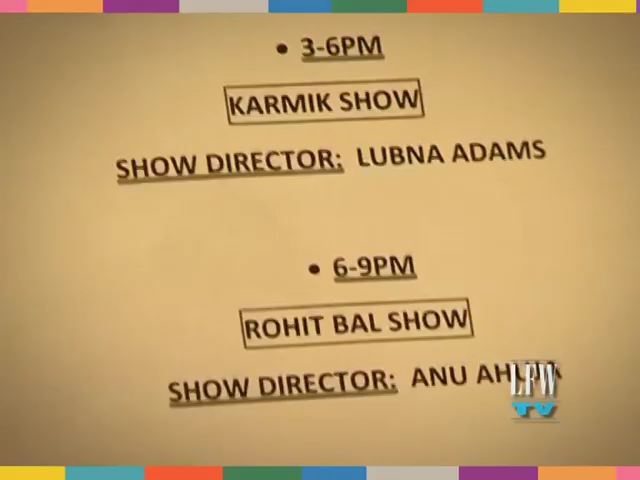 • 3-6PM
KARMIK SHOW
SHOW DIRECTOR: LUBNA ADAMS
• 6-9PM
ROHIT BAL SHOW
SHOW DIRECTOR: ANU
LFW
TV